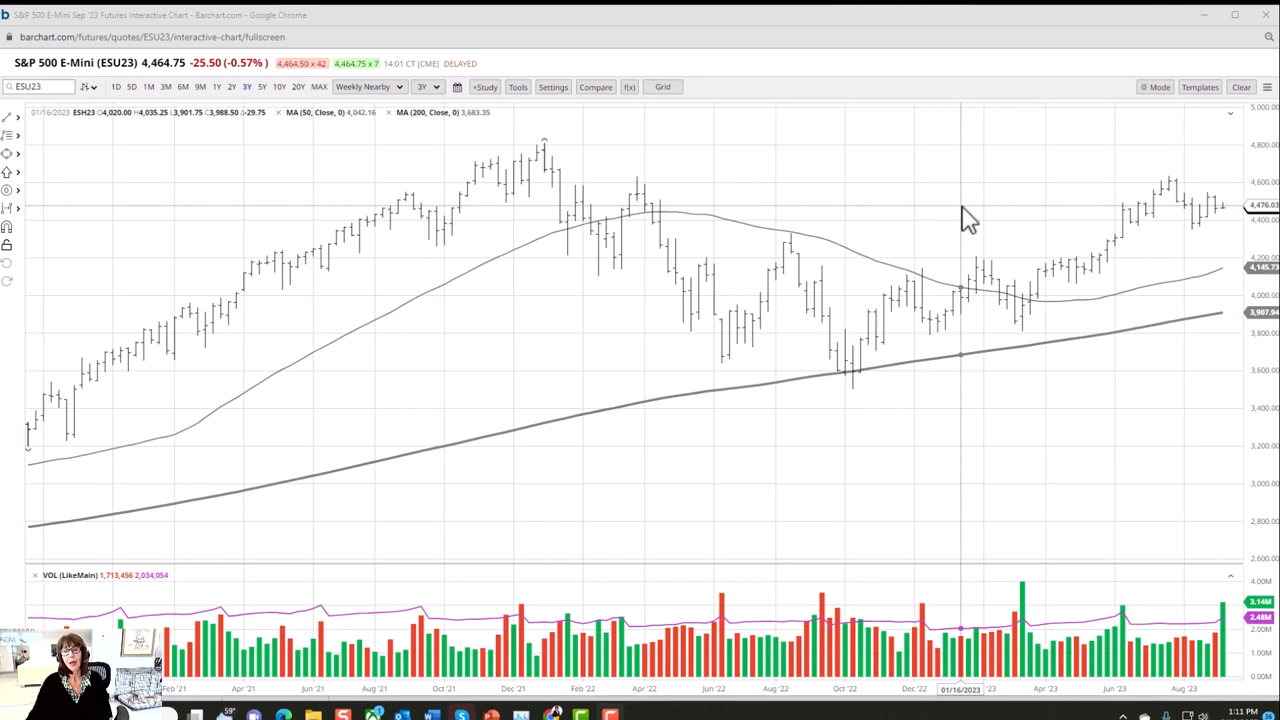 S&P 500 E-Mini Sep '23 Futures Interactive Chart - Barchart.com - Google Chrome
barchart.com/futures/quotes/ESU23/interactive-chart/fullscreen
S&P 500 E-Mini (ESU23) 4,464.75 -25.50 (-0.57%) 4,464.50 x 42 4,464.75 x 7 14:01 CT [CME] DELAYED
ESU23 1D 5D 1M 3M 6M 9M 1Y 2Y 3Y 5Y 10Y 20Y MAX Weekly Nearby 3Y +Study Tools Settings Compare f(x) Grid Mode Templates Clear
01/16/2023 ESH23 O4,020.00 H4,035.25 L3,901.75 C3,988.50 Δ-29.75 × MA (50, Close, 0) 4,042.16 × MA (200, Close, 0) 3,683.35
5,000.00
4,800.00
4,600.00
4,476.03
4,400.00
4,200.00
4,145.73
4,000.00
3,907.94
3,800.00
3,600.00
3,400.00
3,200.00
3,000.00
2,800.00
2,600.00
× VOL (LikeMain) 1,713,456 2,034,054
4.00M
3.14M
2.48M
2.00M
1.00M
0.00M
Feb '21 Apr '21 Jun '21 Aug '21 Oct '21 Dec '21 Feb '22 Apr '22 Jun '22 Aug '22 Oct '22 Dec '22 01/16/2023 '23 Apr '23 Jun '23 Aug '23
59° 1:11 PM